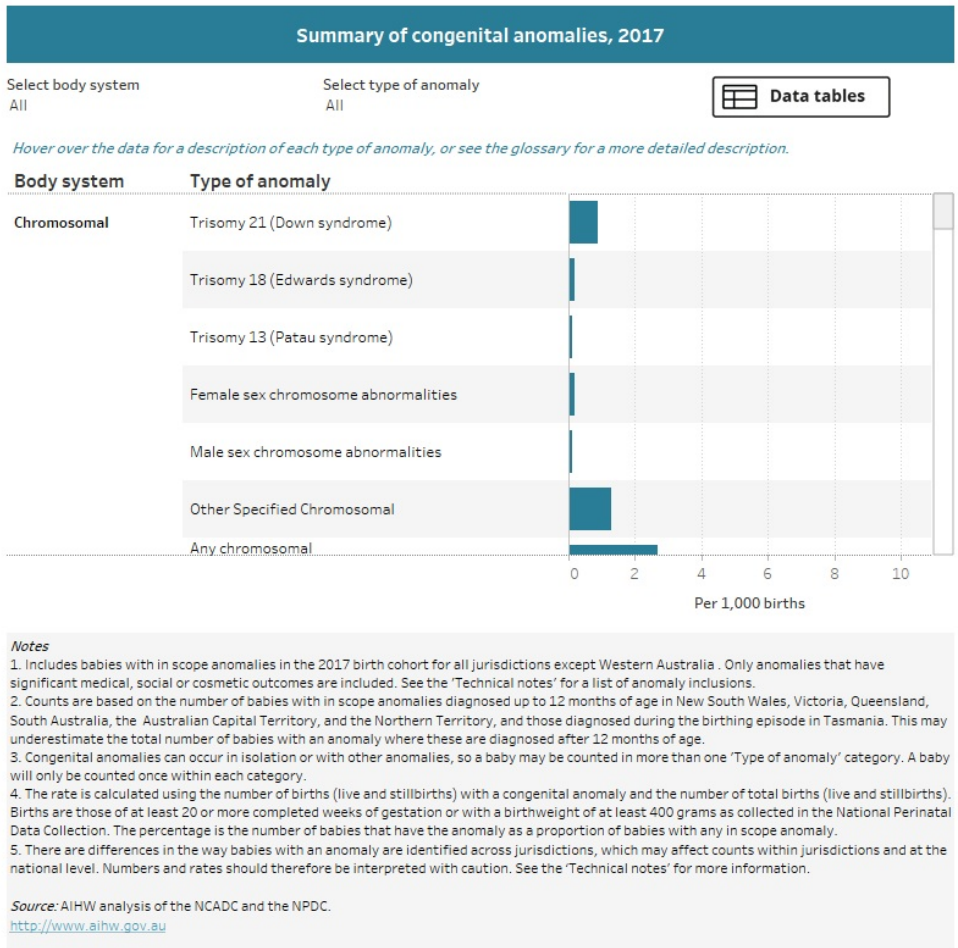 Summary of congenital anomalies, 2017
Select body system
Select type of anomaly
All
All
Data tables
Hover over the data for a description of each type of anomaly, or see the glossary for a more detailed description.
Body system
Type of anomaly
Chromosomal
Trisomy 21 (Down syndrome)
Trisomy 18 (Edwards syndrome)
Trisomy 13 (Patau syndrome)
Female sex chromosome abnormalities
Male sex chromosome abnormalities
Other Specified Chromosomal
Any chromosomal
0 2 4 6 8 10
Per 1,000 births
Notes
1. Includes babies with in scope anomalies in the 2017 birth cohort for all jurisdictions except Western Australia . Only anomalies that have
significant medical, social or cosmetic outcomes are included. See the 'Technical notes' for a list of anomaly inclusions.
2. Counts are based on the number of babies with in scope anomalies diagnosed up to 12 months of age in New South Wales, Victoria, Queensland,
South Australia, the Australian Capital Territory, and the Northern Territory, and those diagnosed during the birthing episode in Tasmania. This may
underestimate the total number of babies with an anomaly where these are diagnosed after 12 months of age.
3. Congenital anomalies can occur in isolation or with other anomalies, so a baby may be counted in more than one 'Type of anomaly' category. A baby
will only be counted once within each category.
4. The rate is calculated using the number of births (live and stillbirths) with a congenital anomaly and the number of total births (live and stillbirths).
Births are those of at least 20 or more completed weeks of gestation or with a birthweight of at least 400 grams as collected in the National Perinatal
Data Collection. The percentage is the number of babies that have the anomaly as a proportion of babies with any in scope anomaly.
5. There are differences in the way babies with an anomaly are identified across jurisdictions, which may affect counts within jurisdictions and at the
national level. Numbers and rates should therefore be interpreted with caution. See the 'Technical notes' for more information.
Source: AIHW analysis of the NCADC and the NPDC.
http://www.aihw.gov.au